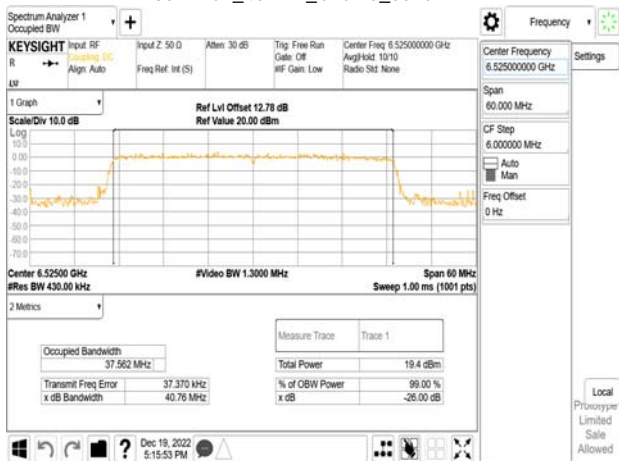 Spectrum Analyzer 1
Occupied BW
+
Frequency
Settings
KEYSIGHT
R
LXI
Input: RF
Coupling: DC
Align: Auto
Input Z: 50 Ω
Freq Ref: Int (S)
Atten: 30 dB
Trig: Free Run
Gate: Off
#IF Gain: Low
Center Freq: 6.525000000 GHz
Avg|Hold: 10/10
Radio Std: None
Center Frequency
6.525000000 GHz
Span
60.000 MHz
CF Step
6.000000 MHz
Auto
Man
Freq Offset
0 Hz
1 Graph
Scale/Div 10.0 dB
Ref Lvl Offset 12.78 dB
Ref Value 20.00 dBm
Log
10.0
0.00
-10.0
-20.0
-30.0
-40.0
-50.0
-60.0
-70.0
Center 6.52500 GHz
#Video BW 1.3000 MHz
Span 60 MHz
#Res BW 430.00 kHz
Sweep 1.00 ms (1001 pts)
2 Metrics
Measure Trace
Trace 1
Occupied Bandwidth
37.562 MHz
Total Power
19.4 dBm
Transmit Freq Error
37.370 kHz
% of OBW Power
99.00 %
x dB Bandwidth
40.76 MHz
x dB
-26.00 dB
Local
Prototype
Limited
Sale
Allowed
?
Dec 19, 2022
5:15:53 PM